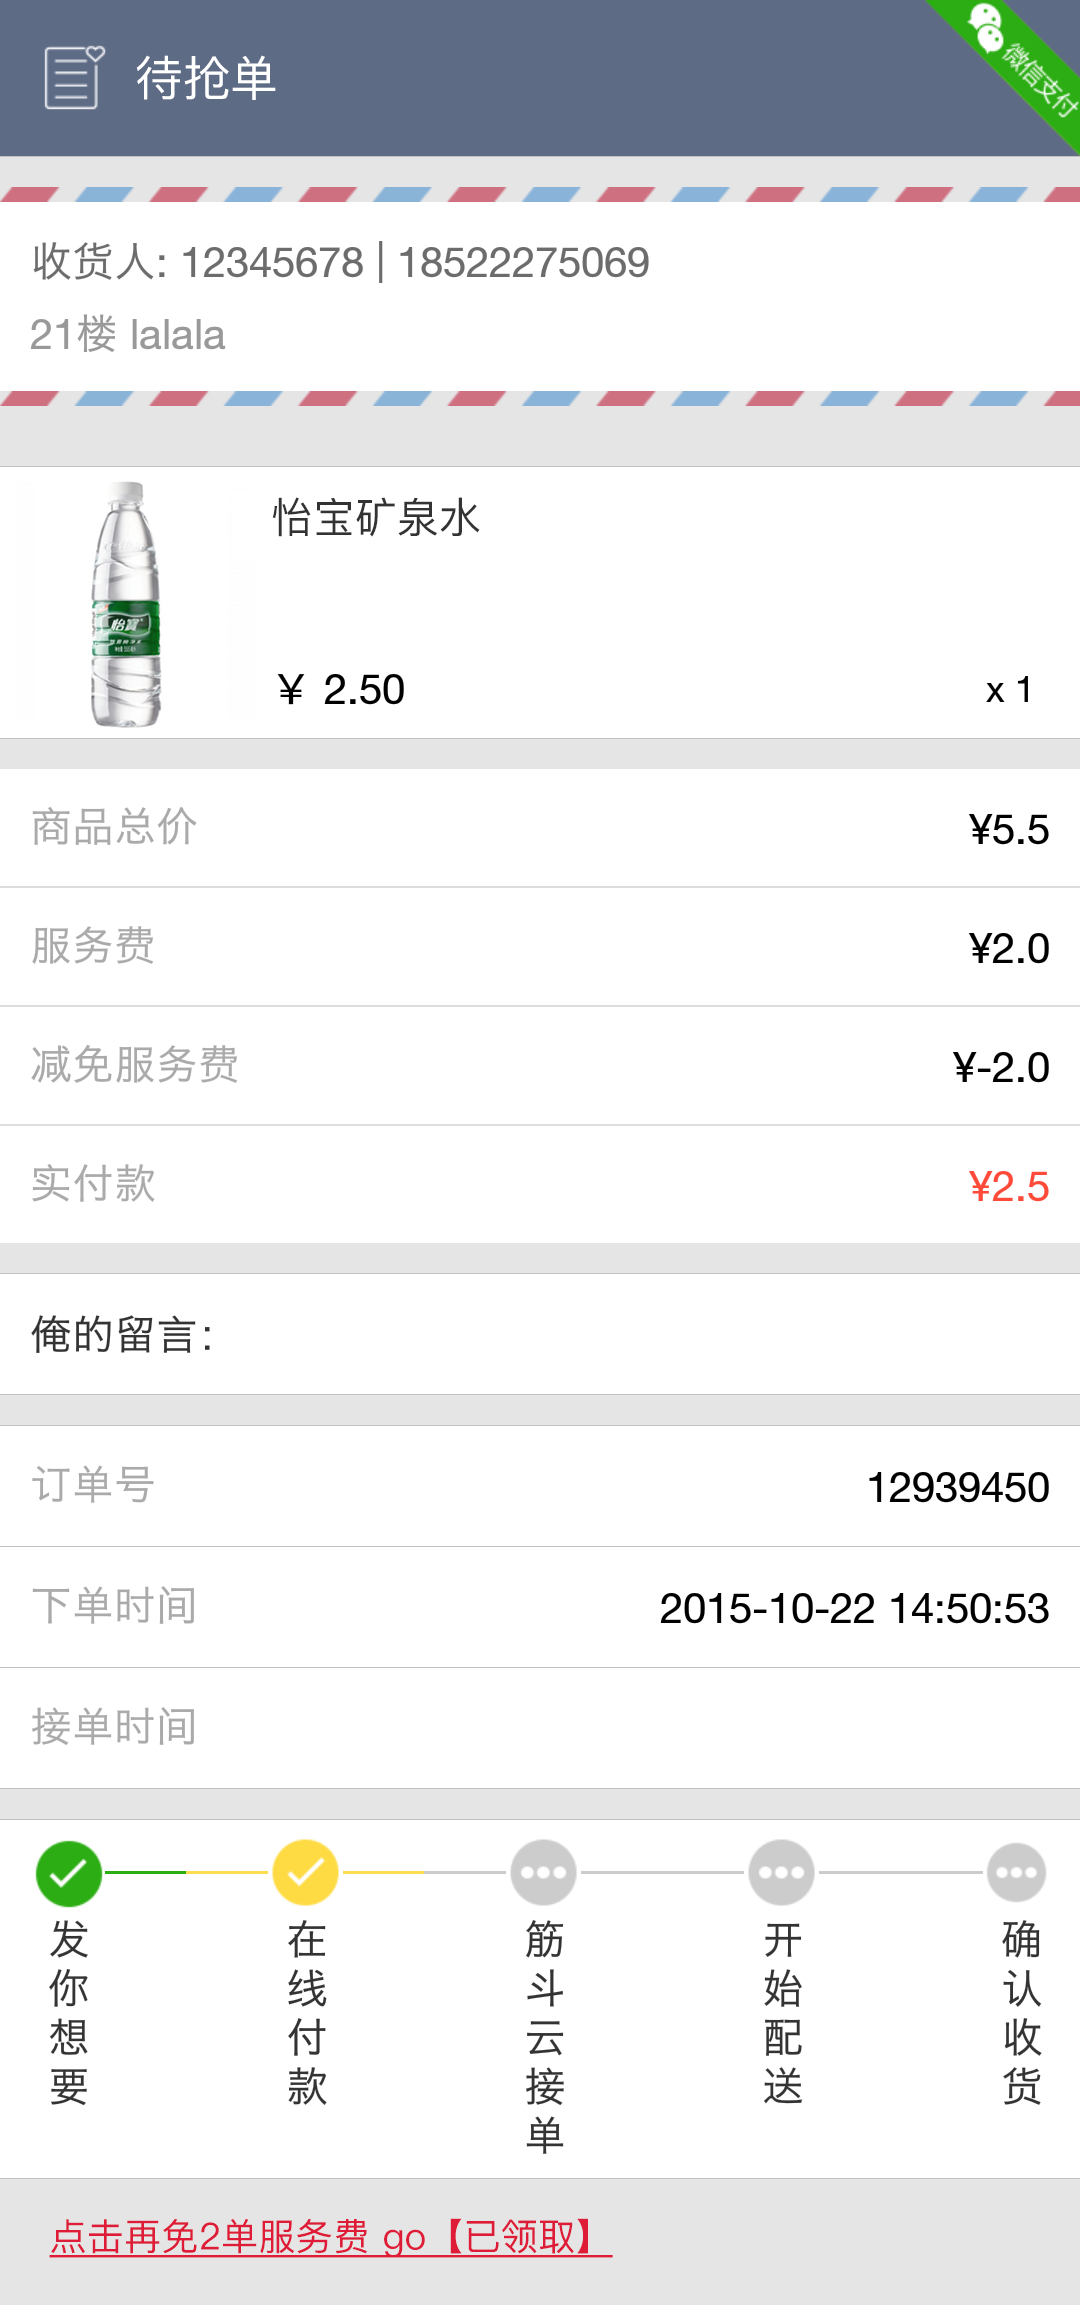 待抢单
微信支付
收货人: 12345678 | 18522275069
21楼 lalala
怡宝矿泉水
怡宝
¥ 2.50
x 1
商品总价
¥5.5
服务费
¥2.0
减免服务费
¥-2.0
实付款
¥2.5
俺的留言：
订单号
12939450
下单时间
2015-10-22 14:50:53
接单时间
发你想要
在线付款
筋斗云接单
开始配送
确认收货
点击再免2单服务费 go【已领取】